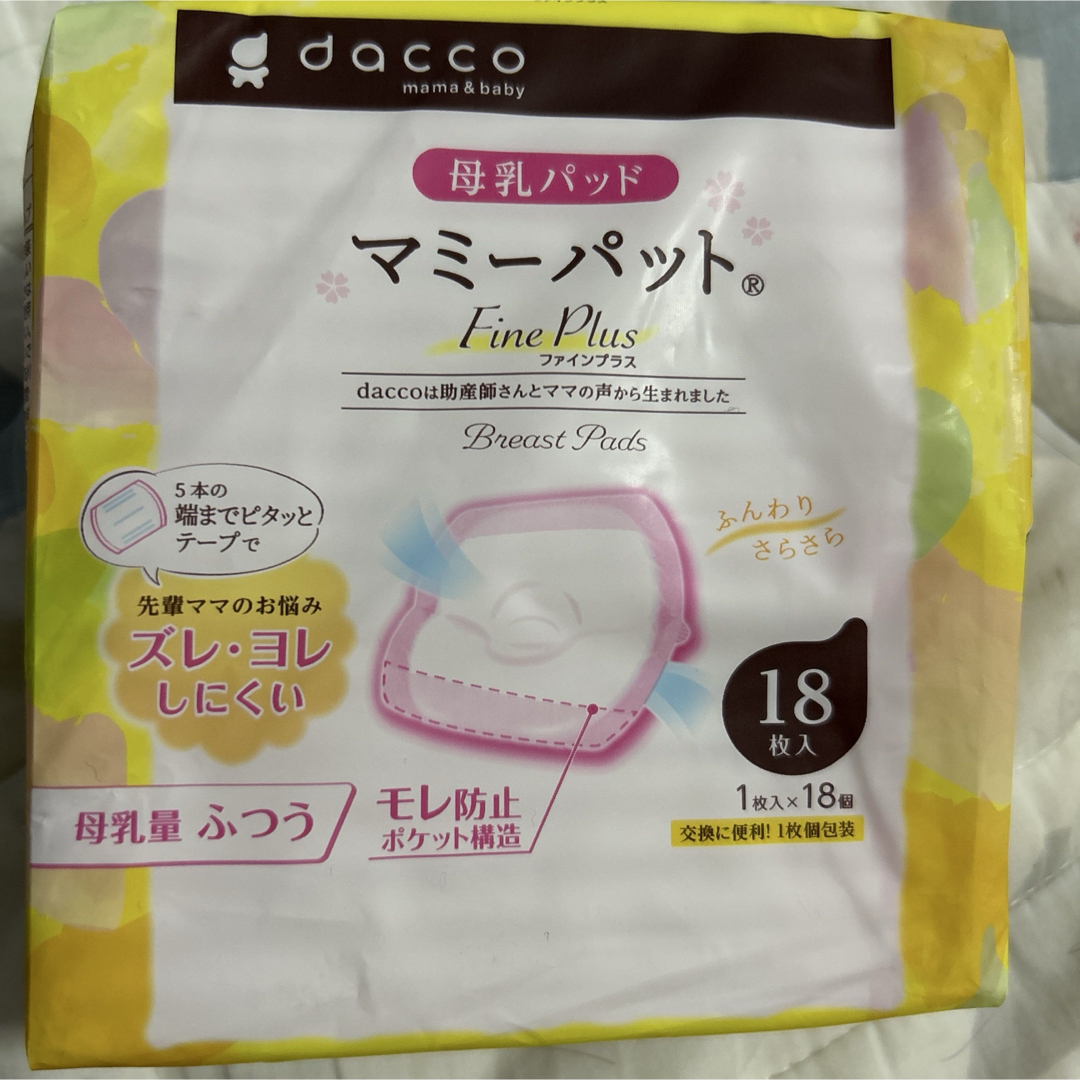 dacco
mama & baby
母乳パッド
マミーパット®
Fine Plus
ファインプラス
daccoは助産師さんとママの声から生まれました
Breast Pads
5本の
端までピタッと
テープで
先輩ママのお悩み
ズレ・ヨレ
しにくい
ふんわり
さらさら
18
枚入
1枚入×18個
交換に便利! 1枚個包装
母乳量 ふつう
モレ防止
ポケット構造